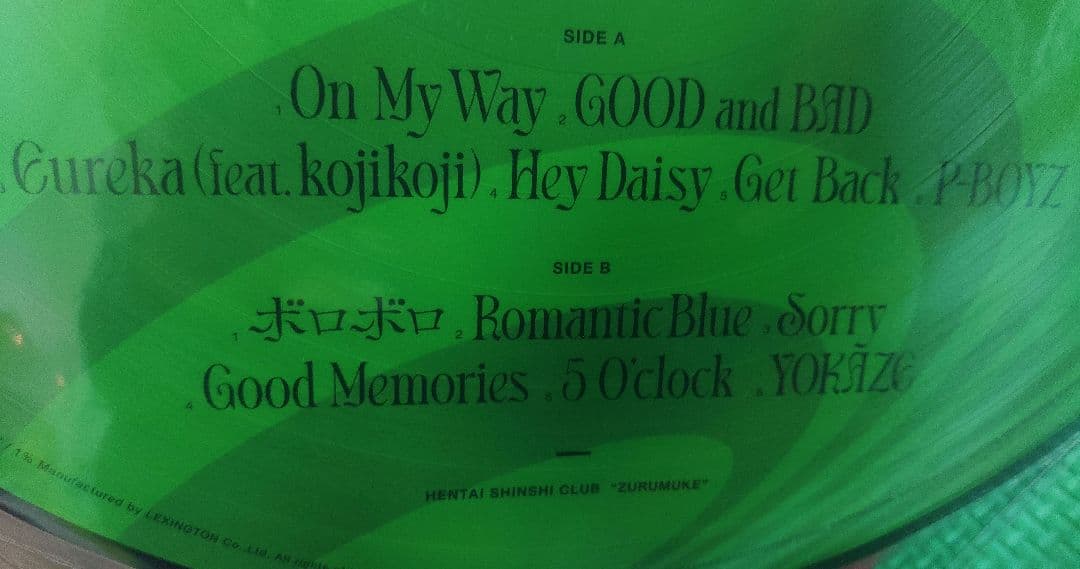 SIDE A
1 On My Way 2 GOOD and BAD
Eureka (feat. kojikoji) 4 Hey Daisy 5 Get Back P-BOYZ
SIDE B
1 ボロボロ 2 Romantic Blue Sorry
4 Good Memories 5 5 O'clock YOKÃZE
HENTAI SHINSHI CLUB "ZURUMUKE"
Manufactured by LEXINGTON Co.,Ltd. All